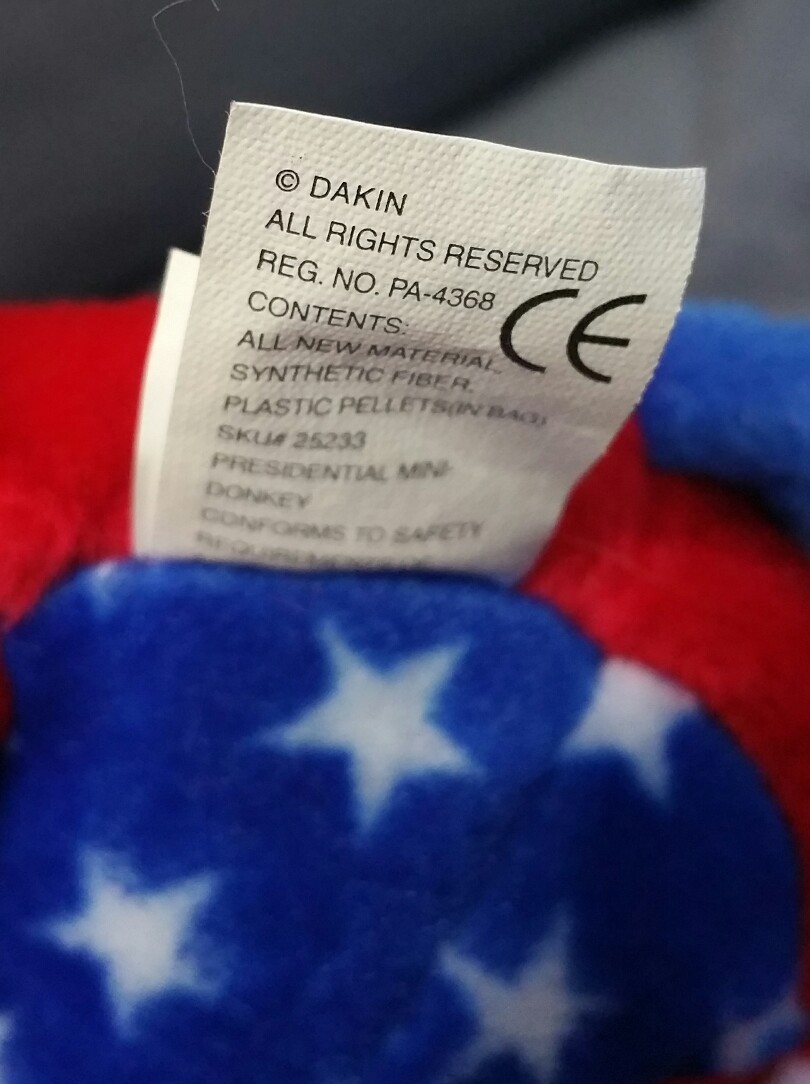 © DAKIN
ALL RIGHTS RESERVED
REG. NO. PA-4368
CE
CONTENTS:
ALL NEW MATERIAL
SYNTHETIC FIBER.
PLASTIC PELLETS(IN BAG)
SKU# 25233
PRESIDENTIAL MINI-
DONKEY
CONFORMS TO SAFETY
REQUIREMENTS